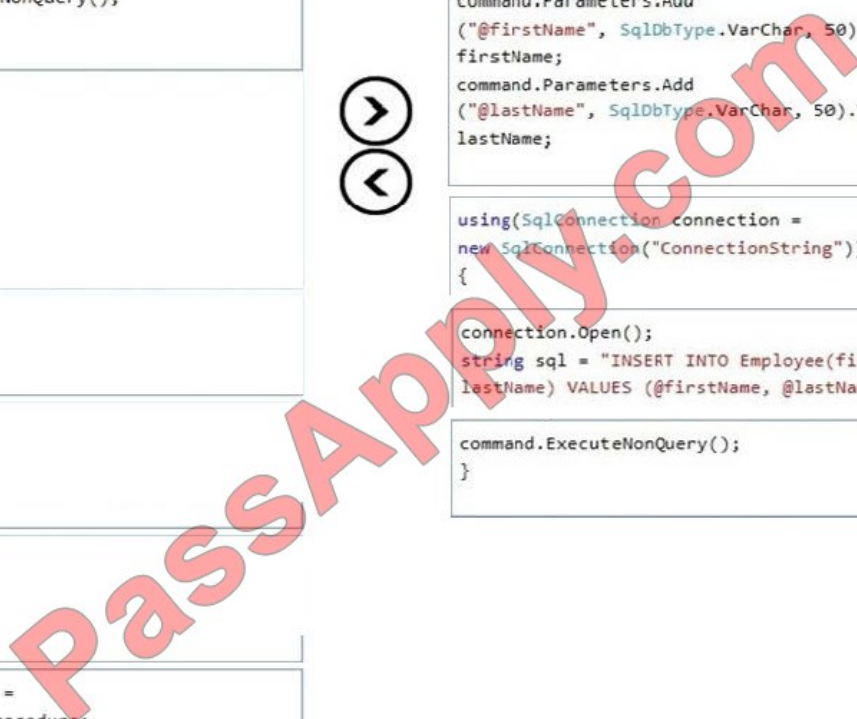 command.Parameters.Add
("@firstName", SqlDbType.VarChar, 50)
firstName;
command.Parameters.Add
("@lastName", SqlDbType.VarChar, 50).
lastName;
using(SqlConnection connection =
new SqlConnection("ConnectionString")
{
connection.Open();
string sql = "INSERT INTO Employee(fi
lastName) VALUES (@firstName, @lastNa
command.ExecuteNonQuery();
}
=
PassApply.com